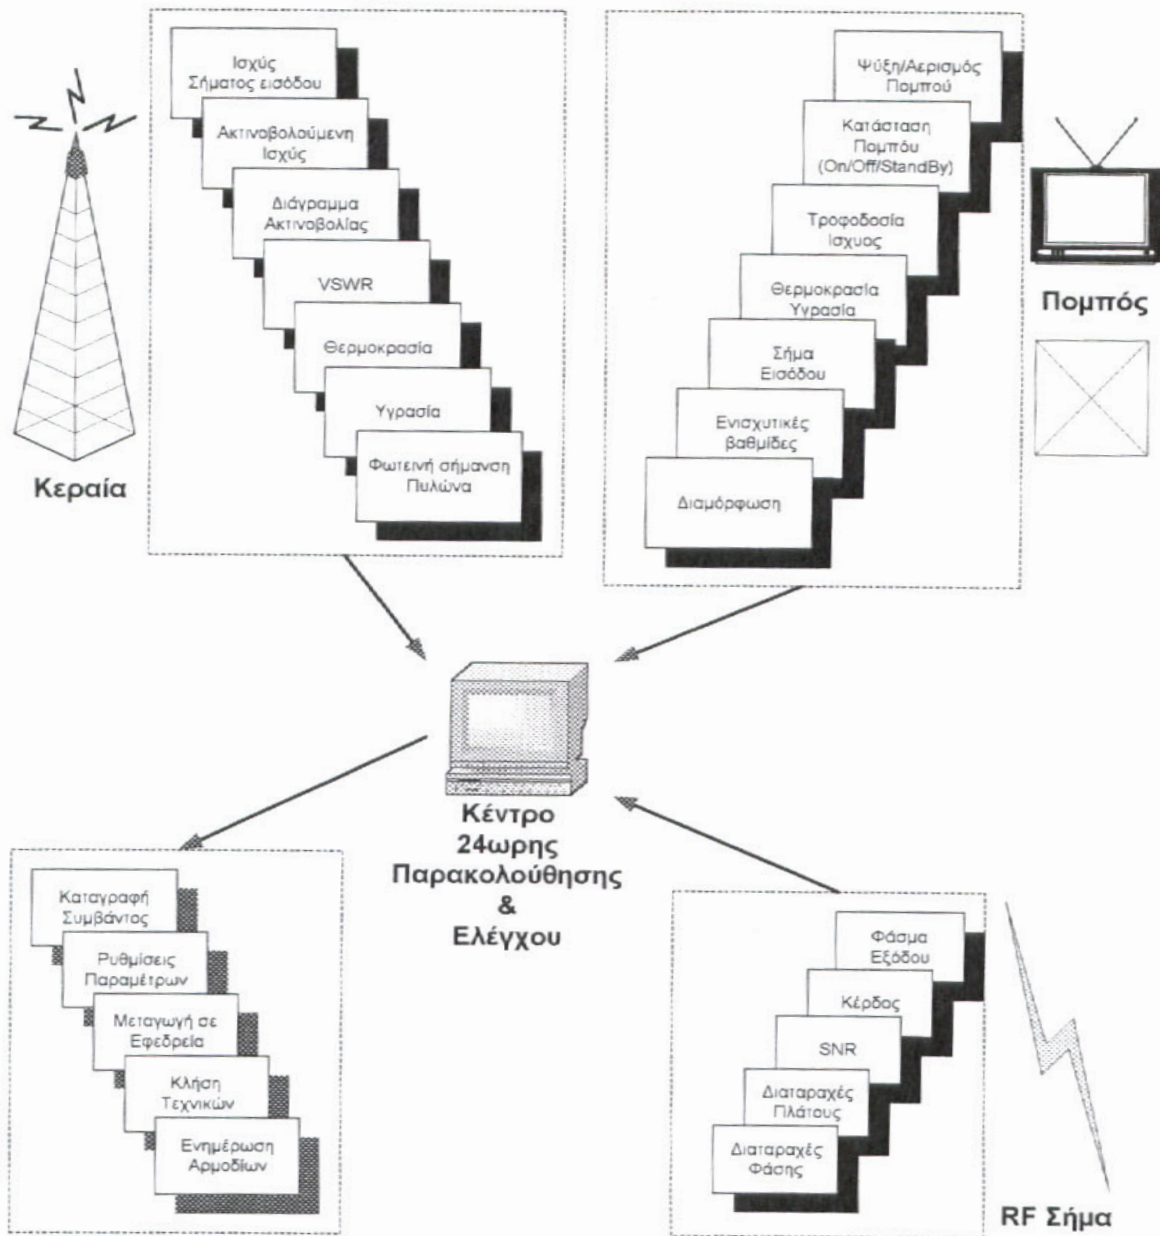 Ισχύς
Σήματος εισόδου
Ακτινοβολούμενη
Ισχύς
Διάγραμμα
Ακτινοβολίας
VSWR
Θερμοκρασία
Υγρασία
Φωτεινή σήμανση
Πυλώνα
Κεραία
Ψύξη/Αερισμός
Πομπού
Κατάσταση
Πομπόυ
(On/Off/StandBy)
Τροφοδοσία
Ισχυος
Θερμοκρασία
Υγρασία
Σήμα
Εισόδου
Ενισχυτικές
βαθμίδες
Διαμόρφωση
Πομπός
Κέντρο
24ωρης
Παρακολούθησης
&
Ελέγχου
Καταγραφή
Συμβάντος
Ρυθμίσεις
Παραμέτρων
Μεταγωγή σε
Εφεδρεία
Κλήση
Τεχνικών
Ενημέρωση
Αρμοδίων
Φάσμα
Εξόδου
Κέρδος
SNR
Διαταραχές
Πλάτους
Διαταραχές
Φάσης
RF Σήμα